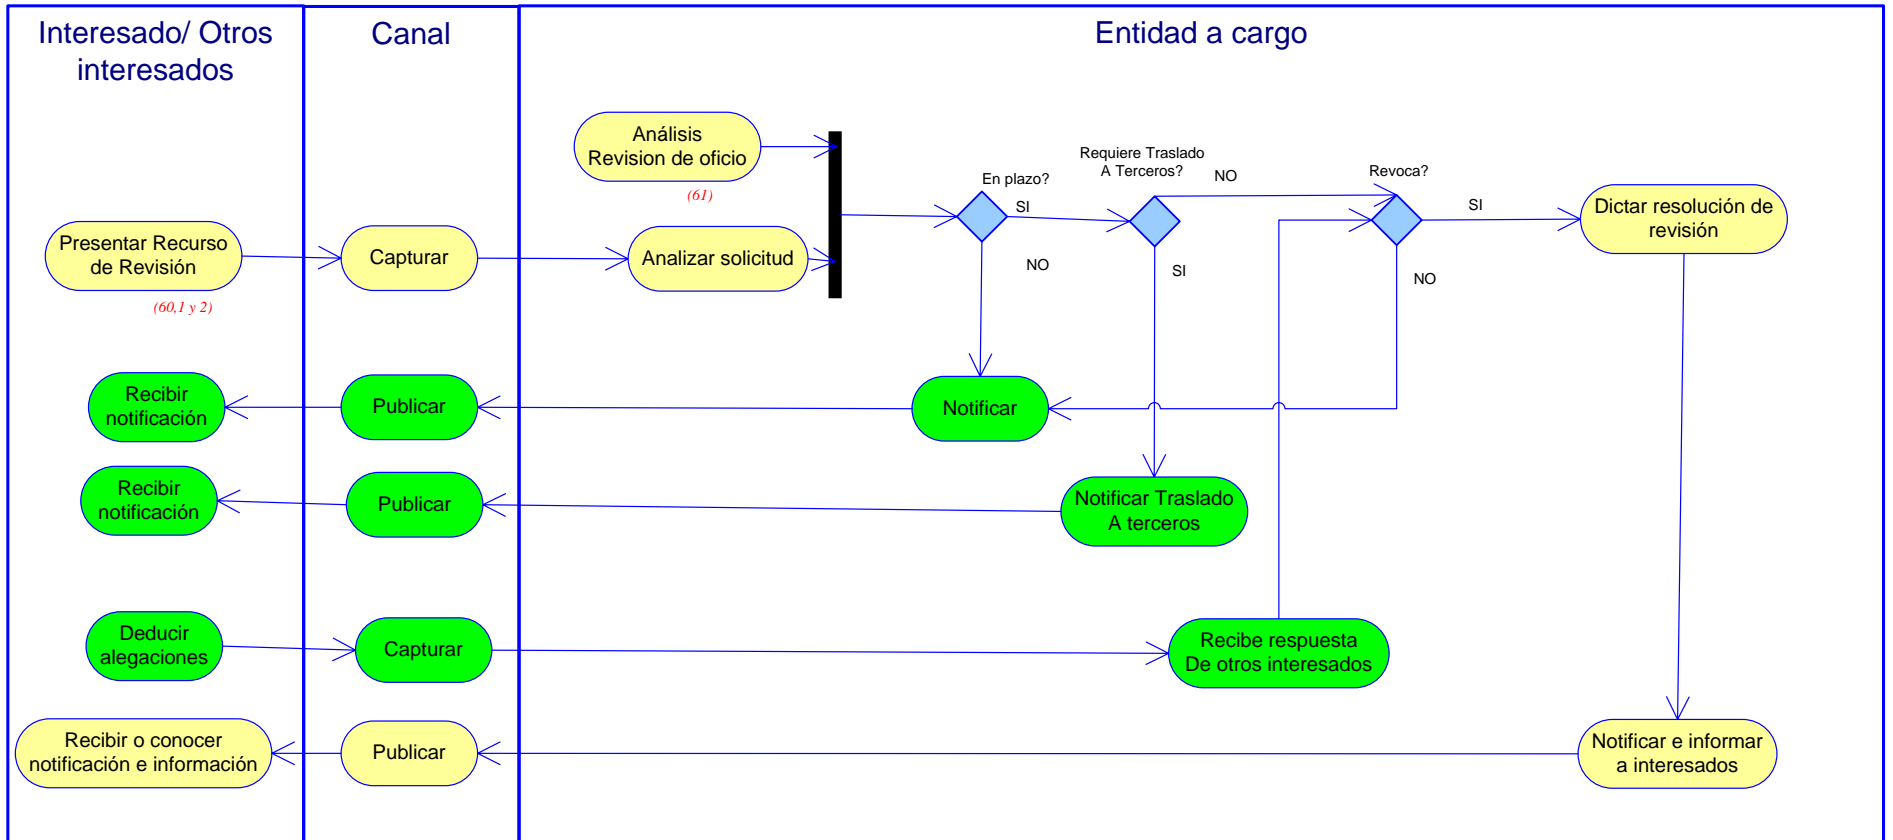 Interesado/ Otros
interesados
Canal
Entidad a cargo
Análisis
Revision de oficio
(61)
En plazo?
SI
NO
Requiere Traslado
A Terceros?
NO
SI
Revoca?
SI
NO
Dictar resolución de
revisión
Presentar Recurso
de Revisión
(60,1 y 2)
Capturar
Analizar solicitud
Recibir
notificación
Publicar
Notificar
Recibir
notificación
Publicar
Notificar Traslado
A terceros
Deducir
alegaciones
Capturar
Recibe respuesta
De otros interesados
Recibir o conocer
notificación e información
Publicar
Notificar e informar
a interesados